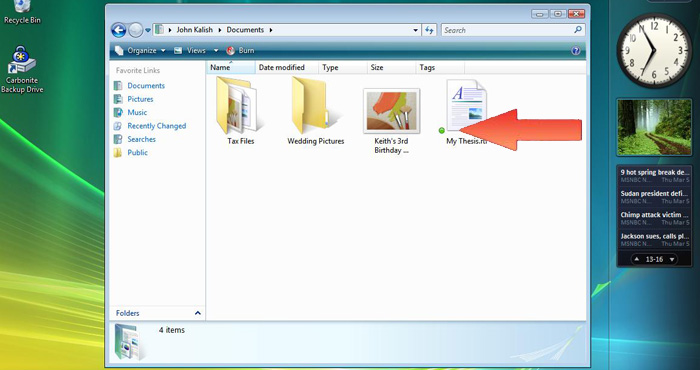 Recycle Bin
Carbonite
Backup Drive
John Kalish ▸ Documents ▸
Search
Organize Views Burn
Favorite Links
Documents
Pictures
Music
Recently Changed
Searches
Public
Folders
Name Date modified Type Size Tags
Tax Files
Wedding Pictures
Keith's 3rd
Birthday ...
My Thesis.rtf
4 items
9 hot spring break de...
MSNBC N... Thu Mar 5
Sudan president defi...
MSNBC N... Thu Mar 5
Chimp attack victim ...
MSNBC N... Thu Mar 5
Jackson sues, calls pl...
MSNBC N... Thu Mar 5
13-16